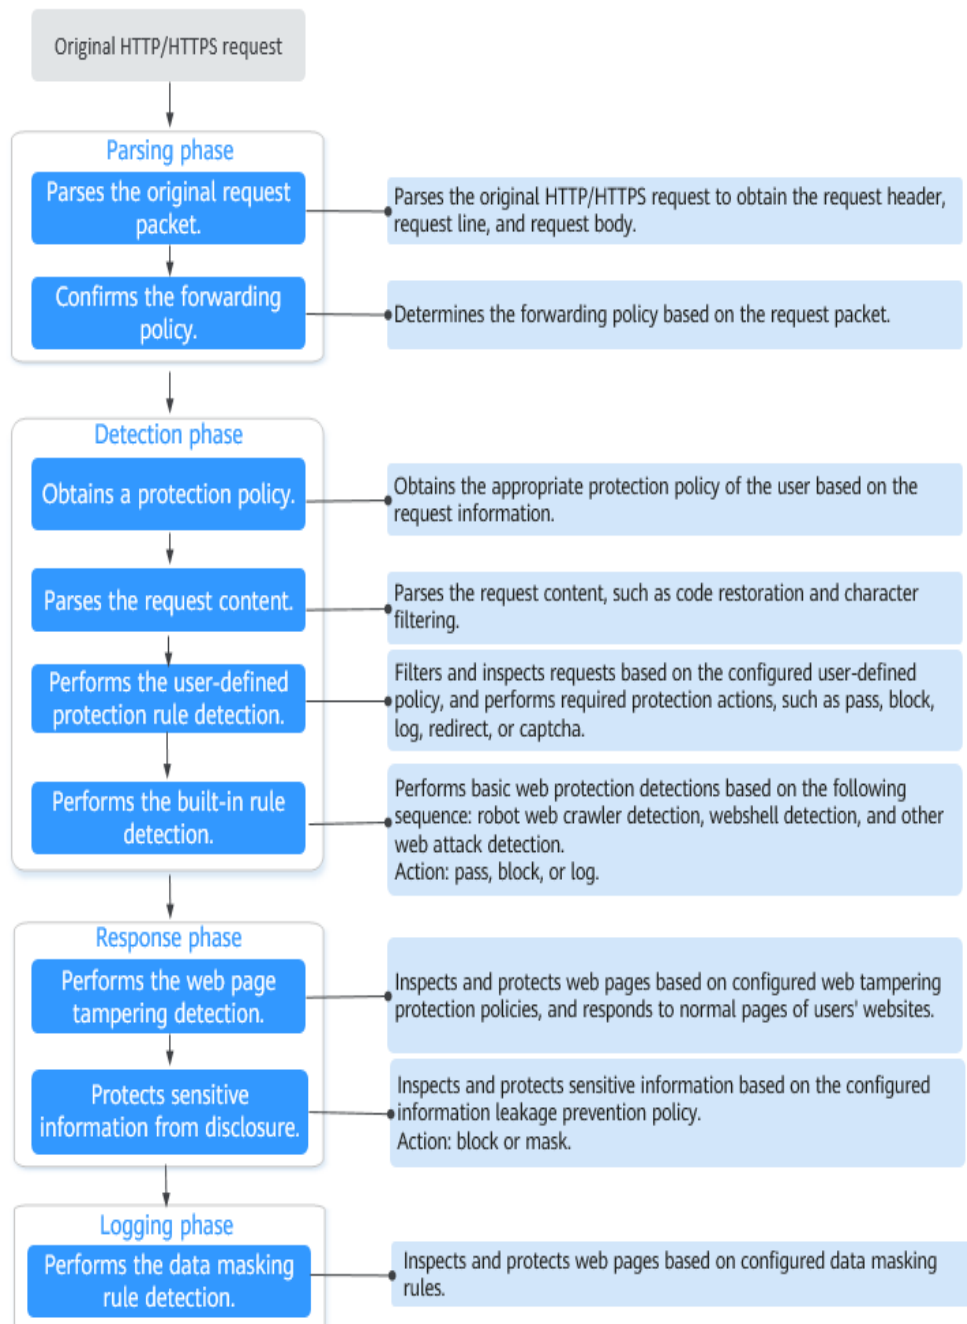 Original HTTP/HTTPS request
Parsing phase
Parses the original request
packet.
Parses the original HTTP/HTTPS request to obtain the request header,
request line, and request body.
Confirms the forwarding
policy.
Determines the forwarding policy based on the request packet.
Detection phase
Obtains a protection policy.
Obtains the appropriate protection policy of the user based on the
request information.
Parses the request content.
Parses the request content, such as code restoration and character
filtering.
Performs the user-defined
protection rule detection.
Filters and inspects requests based on the configured user-defined
policy, and performs required protection actions, such as pass, block,
log, redirect, or captcha.
Performs the built-in rule
detection.
Performs basic web protection detections based on the following
sequence: robot web crawler detection, webshell detection, and other
web attack detection.
Action: pass, block, or log.
Response phase
Performs the web page
tampering detection.
Inspects and protects web pages based on configured web tampering
protection policies, and responds to normal pages of users' websites.
Protects sensitive
information from disclosure.
Inspects and protects sensitive information based on the configured
information leakage prevention policy.
Action: block or mask.
Logging phase
Performs the data masking
rule detection.
Inspects and protects web pages based on configured data masking
rules.